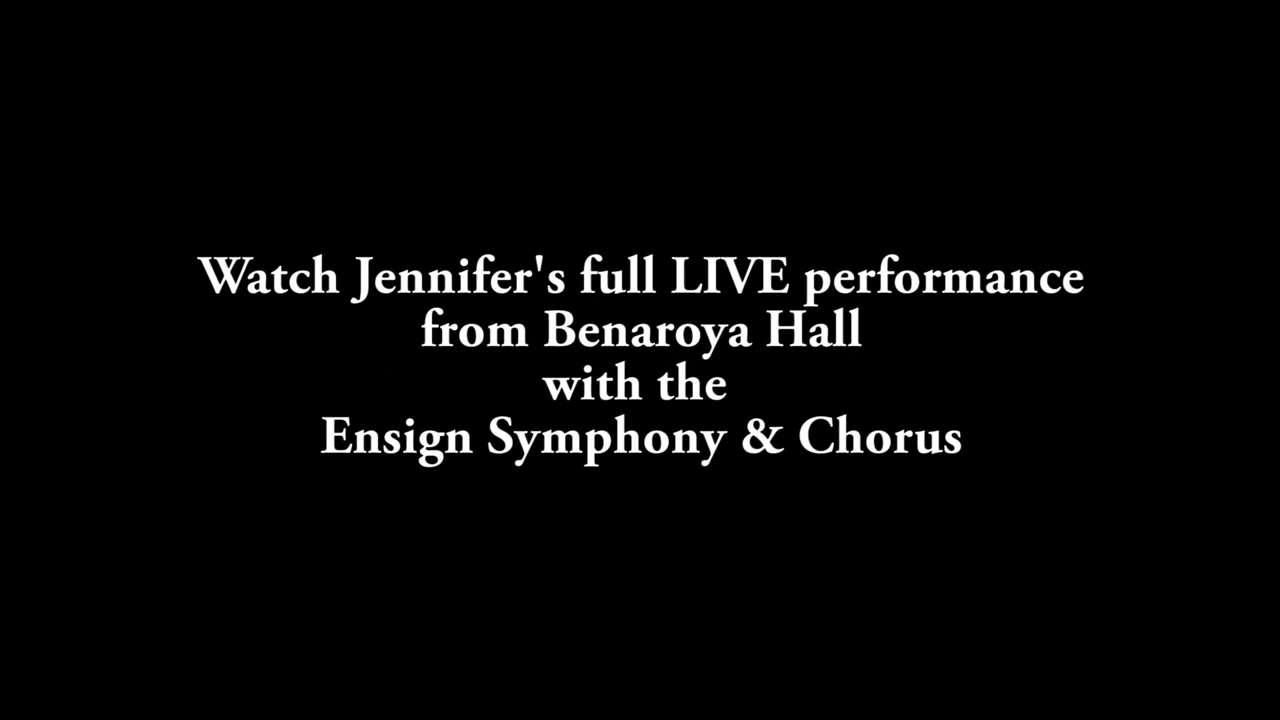 Watch Jennifer's full LIVE performance
from Benaroya Hall
with the
Ensign Symphony & Chorus